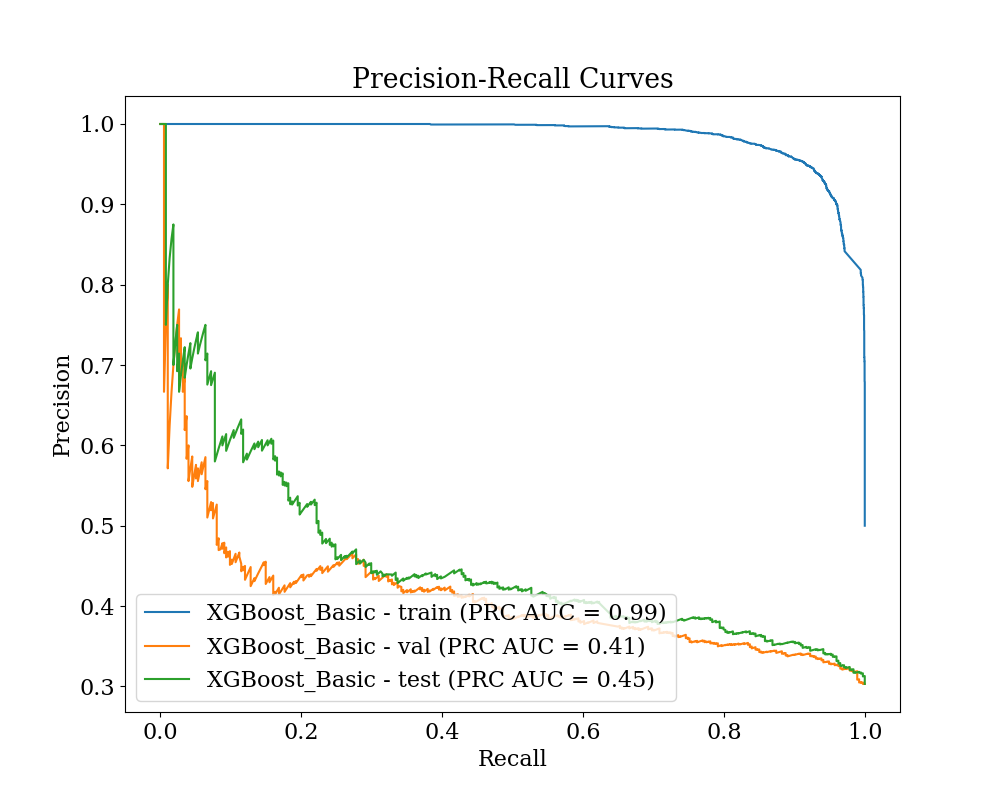 Precision-Recall Curves
1.0
0.9
0.8
0.7
0.6
0.5
0.4
0.3
Precision
XGBoost_Basic - train (PRC AUC = 0.99)
XGBoost_Basic - val (PRC AUC = 0.41)
XGBoost_Basic - test (PRC AUC = 0.45)
0.0 0.2 0.4 0.6 0.8 1.0
Recall